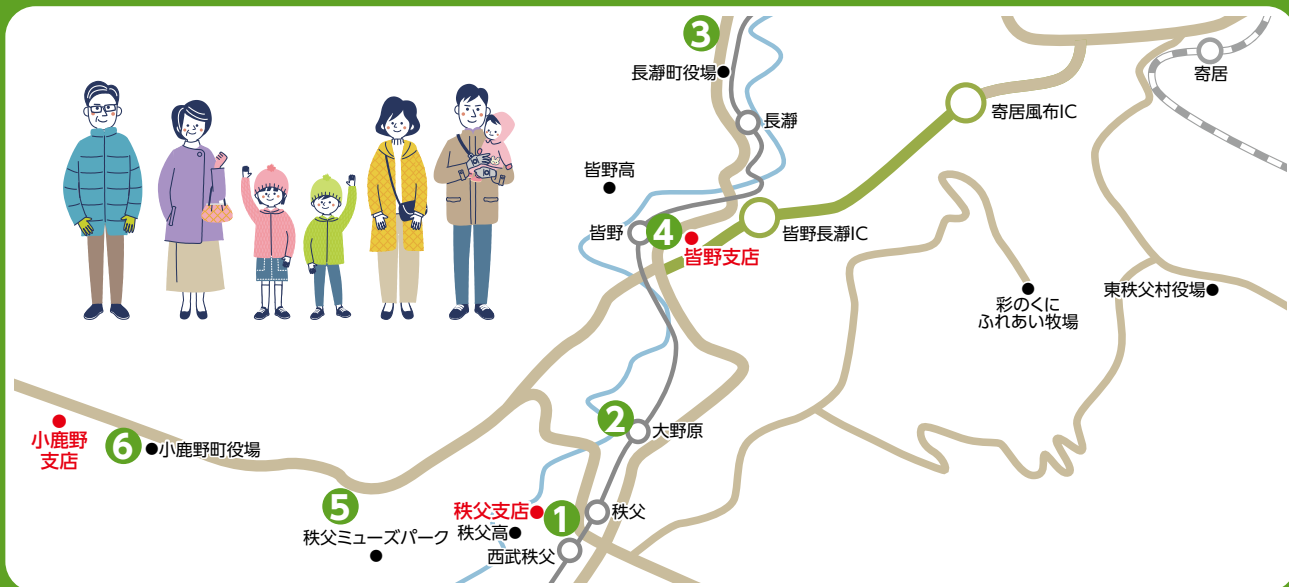 3
長瀞町役場
寄居
長瀞
寄居風布IC
皆野高
皆野
4
皆野支店
皆野長瀞IC
彩のくに
ふれあい牧場
東秩父村役場
小鹿野
支店
6
小鹿野町役場
2
大野原
5
秩父ミューズパーク
秩父支店
1
秩父
秩父高
西武秩父